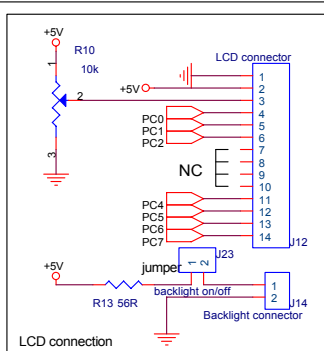 +5V
R10
10k
1
2
3
LCD connector
+5V
1
2
3
4
5
6
7
8
9
10
11
12
13
14
PC0
PC1
PC2
NC
PC4
PC5
PC6
PC7
J12
+5V
jumper
1 2
J23
R13 56R
backlight on/off
1
2
J14
Backlight connector
LCD connection